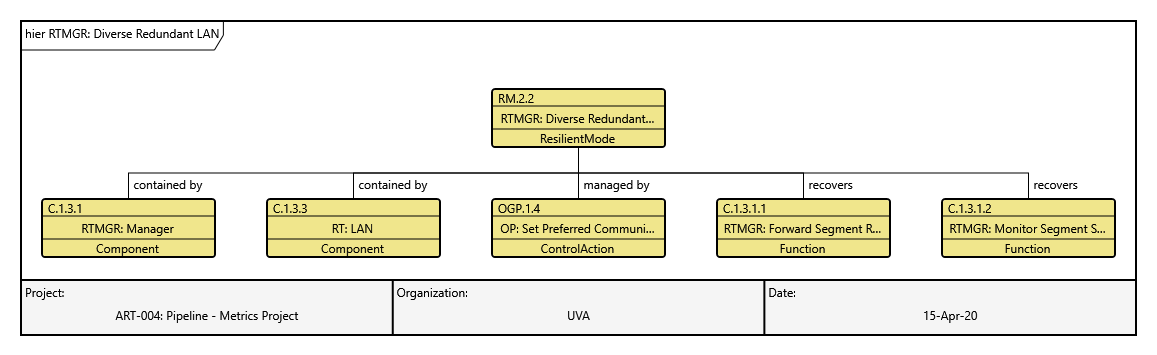 hier RTMGR: Diverse Redundant LAN
RM.2.2
RTMGR: Diverse Redundant...
ResilientMode
contained by
contained by
managed by
recovers
recovers
C.1.3.1
RTMGR: Manager
Component
C.1.3.3
RT: LAN
Component
OGP.1.4
OP: Set Preferred Communi...
ControlAction
C.1.3.1.1
RTMGR: Forward Segment R...
Function
C.1.3.1.2
RTMGR: Monitor Segment S...
Function
Project:
ART-004: Pipeline - Metrics Project
Organization:
UVA
Date:
15-Apr-20